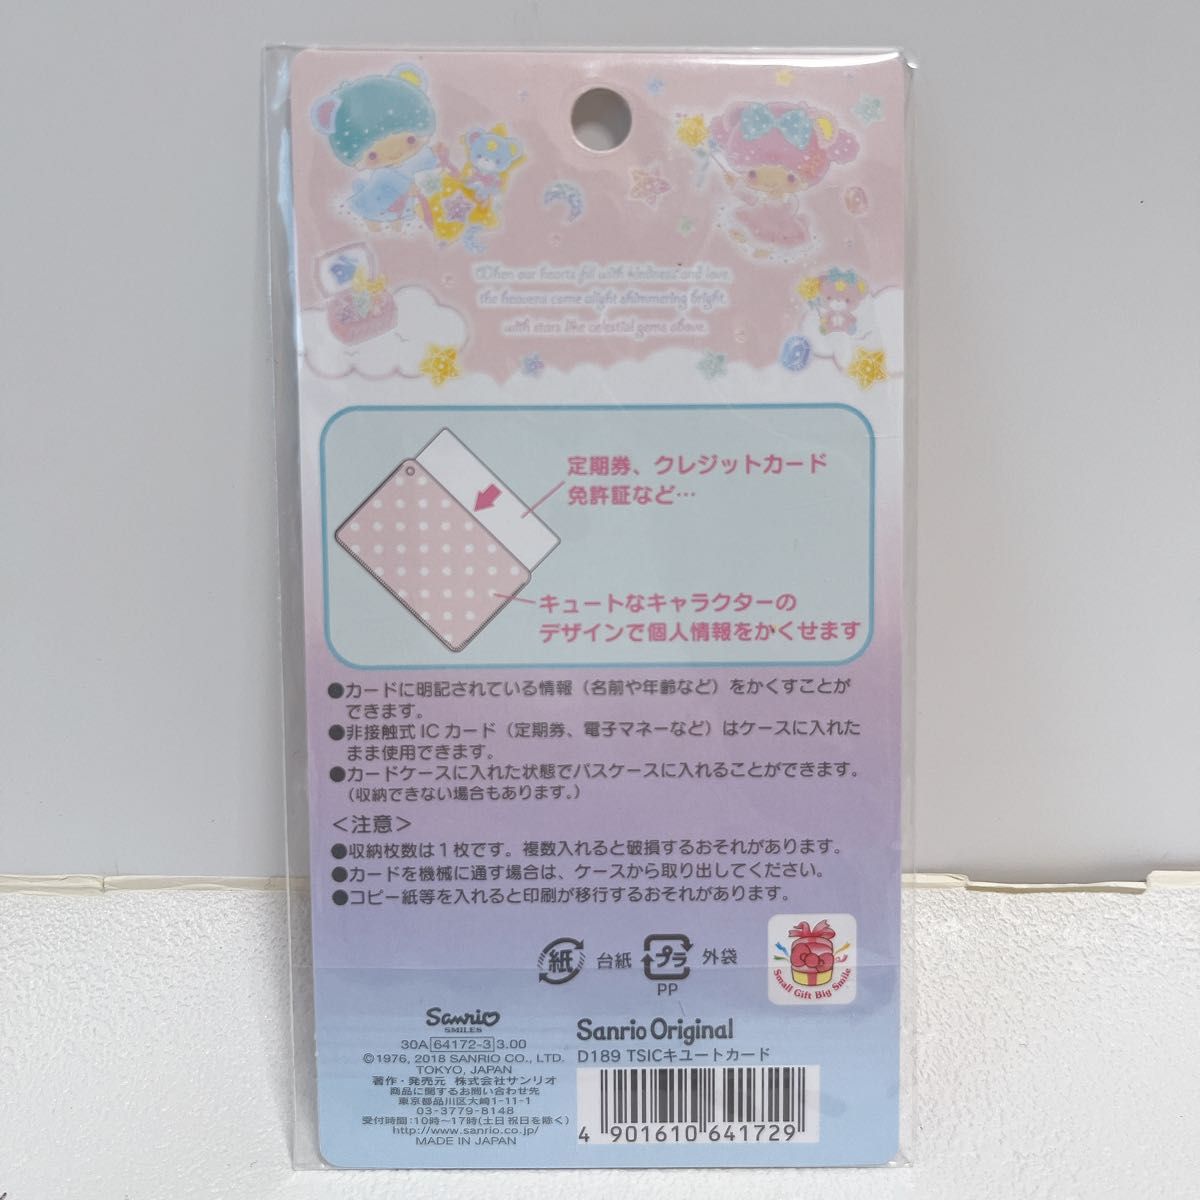 When our hearts fill with kindness and love,
the heavens come alight shimmering bright,
with stars like celestial gems above.
定期券、クレジットカード
免許証など…
キュートなキャラクターの
デザインで個人情報をかくせます
●カードに明記されている情報（名前や年齢など）をかくすことが
できます。
●非接触式ICカード（定期券、電子マネーなど）はケースに入れた
まま使用できます。
●カードケースに入れた状態でパスケースに入れることができます。
（収納できない場合もあります。）
＜注意＞
●収納枚数は1枚です。複数入れると破損するおそれがあります。
●カードを機械に通す場合は、ケースから取り出してください。
●コピー紙等を入れると印刷が移行するおそれがあります。
紙 台紙 プラ 外袋
PP
Small Gift Big Smile
Sanrio
SMILES
30A 64172-3 3.00
©1976, 2018 SANRIO CO., LTD.
TOKYO, JAPAN
著作・発売元 株式会社サンリオ
商品に関するお問い合わせ先
東京都品川区大崎1-11-1
03-3779-8148
受付時間:10時〜17時(土日祝日を除く)
http://www.sanrio.co.jp/
MADE IN JAPAN
Sanrio Original
D189 TSICキユートカード
4 901610 641729